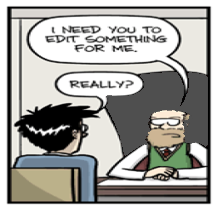 I NEED YOU TO
EDIT SOMETHING
FOR ME.
REALLY?